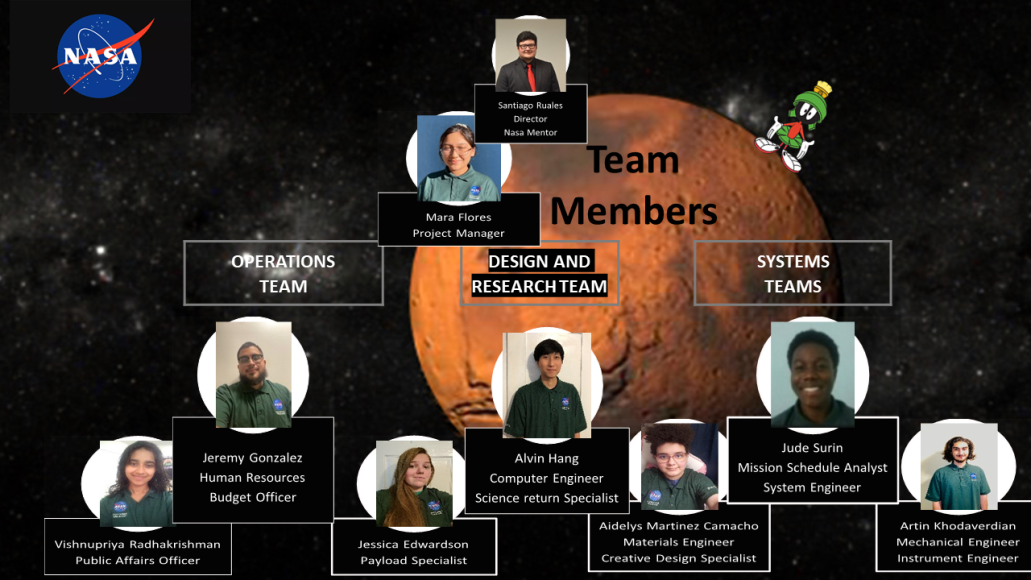 NASA
Santiago Ruales
Director
Nasa Mentor
Team
Members
Mara Flores
Project Manager
OPERATIONS
TEAM
DESIGN AND
RESEARCH TEAM
SYSTEMS
TEAMS
Jeremy Gonzalez
Human Resources
Budget Officer
Alvin Hang
Computer Engineer
Science return Specialist
Jude Surin
Mission Schedule Analyst
System Engineer
Vishnupriya Radhakrishman
Public Affairs Officer
Jessica Edwardson
Payload Specialist
Aidelys Martinez Camacho
Materials Engineer
Creative Design Specialist
Artin Khodaverdian
Mechanical Engineer
Instrument Engineer